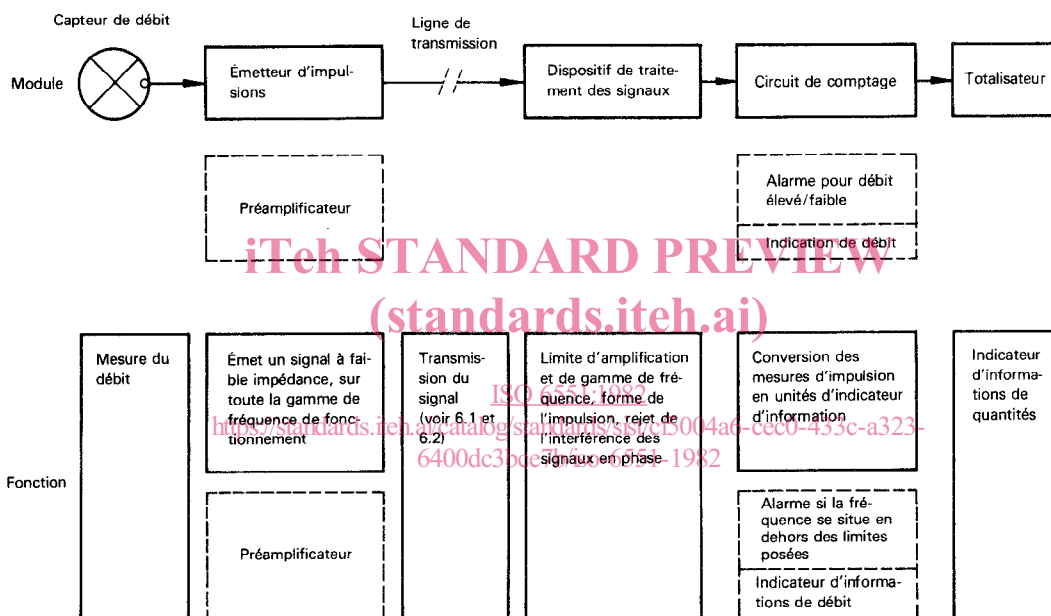 Capteur de débit
Ligne de
transmission
Module
Émetteur d'impul-
sions
Dispositif de traite-
ment des signaux
Circuit de comptage
Totalisateur
Préamplificateur
Alarme pour débit
élevé/faible
Indication de débit
iTeh STANDARD PREVIEW
(standards.iteh.ai)
Mesure du
débit
Émet un signal à fai-
ble impédance, sur
toute la gamme de
fréquence de fonc-
tionnement
Transmis-
sion du
signal
(voir 6.1 et
6.2)
Limite d'amplification
et de gamme de fré-
quence, forme de
l'impulsion, rejet de
l'interférence des
signaux en phase
Conversion des
mesures d'impulsion
en unités d'indicateur
d'information
Indicateur
d'informa-
tions de
quantités
ISO 6551:1982
https://standards.iteh.ai/catalog/standards/sist/cf5004a6-cec0-433c-a323-
6400dc3bce7b/iso-6551-1982
Fonction
Préamplificateur
Alarme si la fré-
quence se situe en
dehors des limites
posées
Indicateur d'informa-
tions de débit